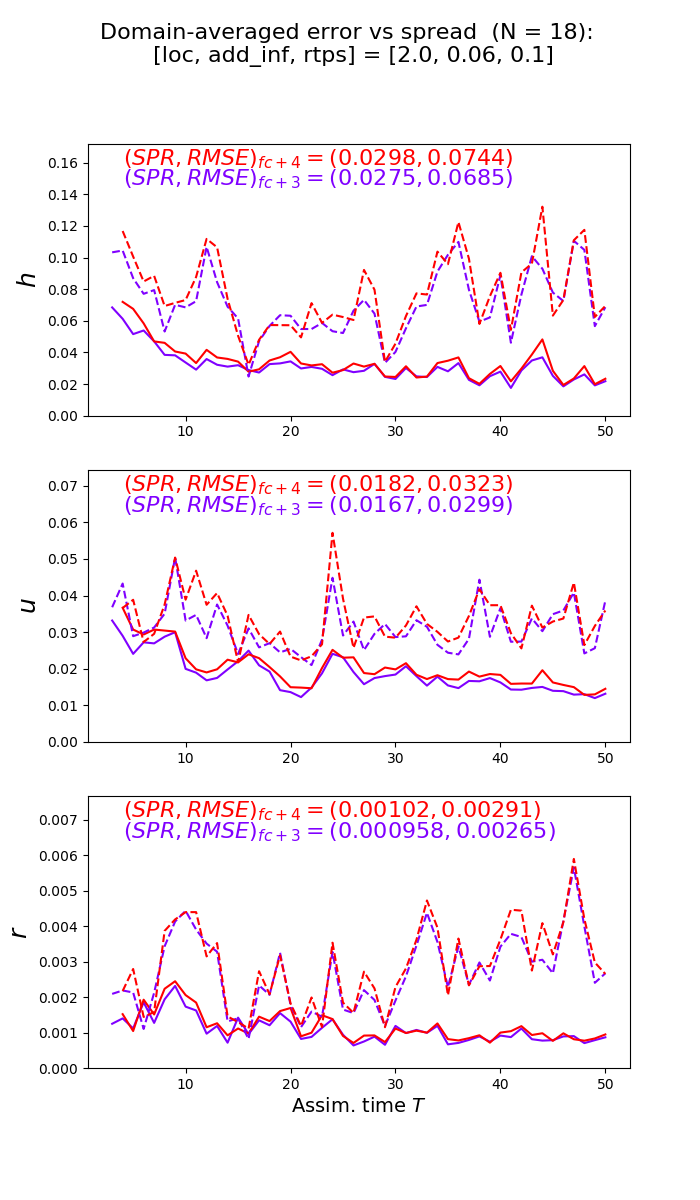 Domain-averaged error vs spread (N = 18):
[loc, add_inf, rtps] = [2.0, 0.06, 0.1]
(SPR, RMSE)fc+4 = (0.0298, 0.0744)
(SPR, RMSE)fc+3 = (0.0275, 0.0685)
0.16
0.14
0.12
0.10
0.08
0.06
0.04
0.02
0.00
h
10 20 30 40 50
(SPR, RMSE)fc+4 = (0.0182, 0.0323)
(SPR, RMSE)fc+3 = (0.0167, 0.0299)
0.07
0.06
0.05
0.04
0.03
0.02
0.01
0.00
u
10 20 30 40 50
(SPR, RMSE)fc+4 = (0.00102, 0.00291)
(SPR, RMSE)fc+3 = (0.000958, 0.00265)
0.007
0.006
0.005
0.004
0.003
0.002
0.001
0.000
r
10 20 30 40 50
Assim. time T